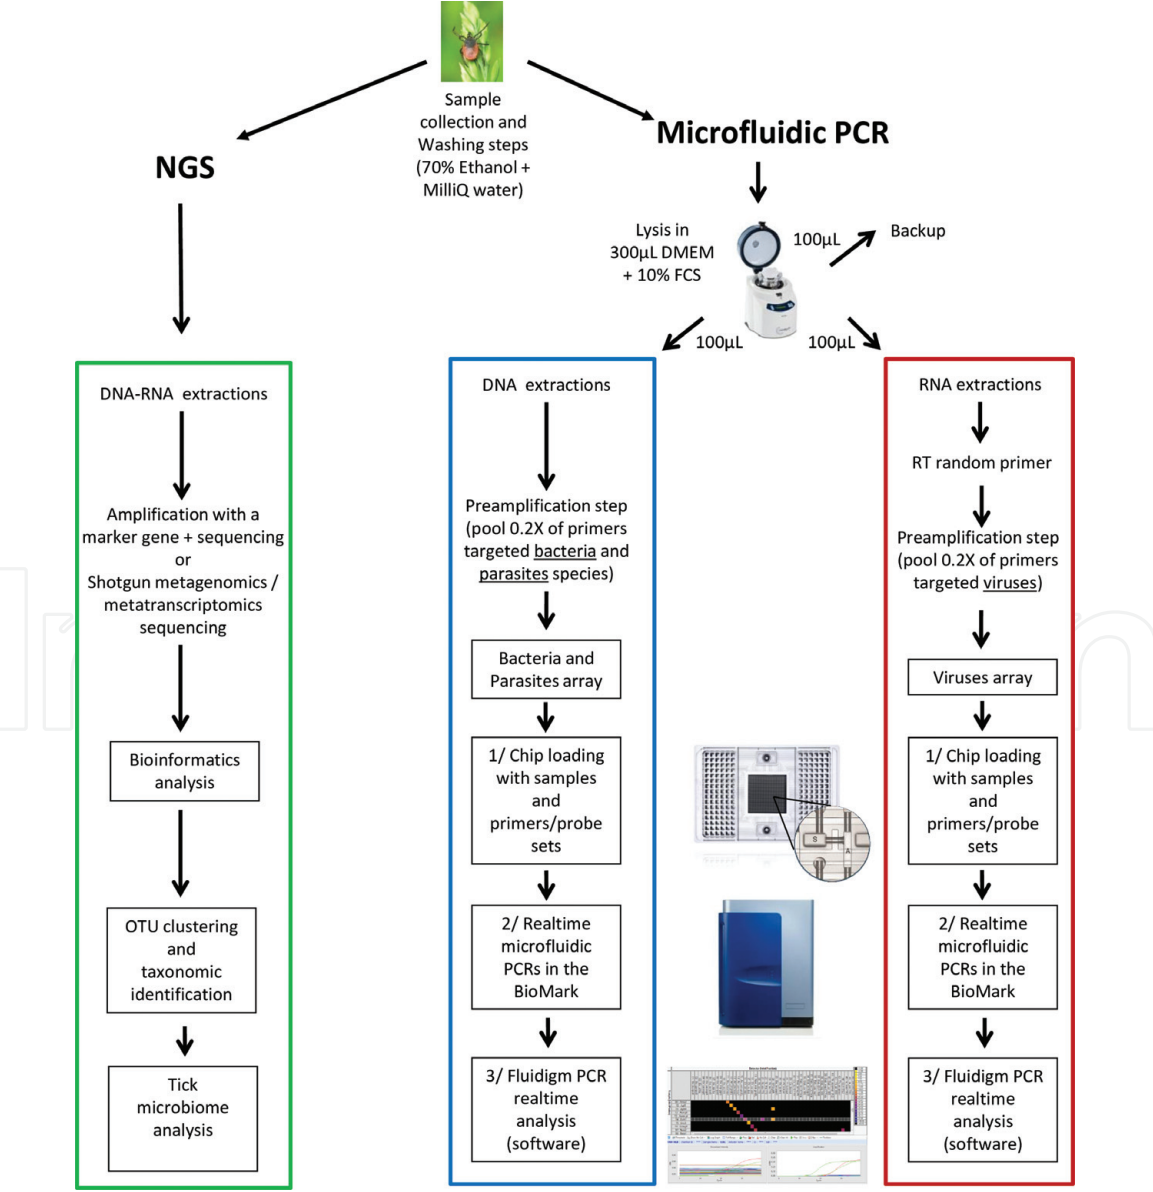 Sample
collection and
Washing steps
(70% Ethanol +
MilliQ water)
NGS
Microfluidic PCR
Lysis in
300µL DMEM
+ 10% FCS
100µL
Backup
100µL
100µL
DNA-RNA extractions
Amplification with a
marker gene + sequencing
or
Shotgun metagenomics /
metatranscriptomics
sequencing
Bioinformatics
analysis
OTU clustering
and
taxonomic
identification
Tick
microbiome
analysis
DNA extractions
Preamplification step
(pool 0.2X of primers
targeted bacteria and
parasites species)
Bacteria and
Parasites array
1/ Chip loading
with samples
and
primers/probe
sets
2/ Realtime
microfluidic
PCRs in the
BioMark
3/ Fluidigm PCR
realtime
analysis
(software)
S
A
RNA extractions
RT random primer
Preamplification step
(pool 0.2X of primers
targeted viruses)
Viruses array
1/ Chip loading
with samples
and
primers/probe
sets
2/ Realtime
microfluidic
PCRs in the
BioMark
3/ Fluidigm PCR
realtime
analysis
(software)